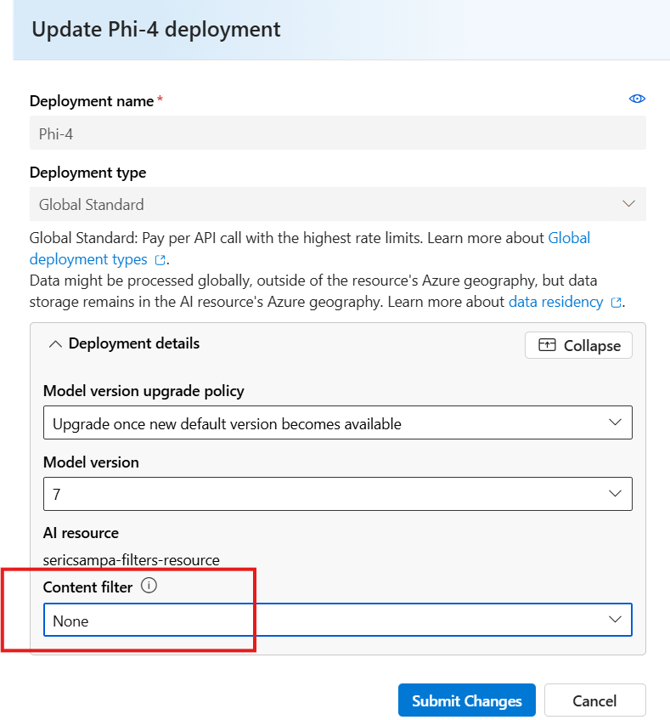 Update Phi-4 deployment
Deployment name *
Phi-4
Deployment type
Global Standard
Global Standard: Pay per API call with the highest rate limits. Learn more about Global
deployment types .
Data might be processed globally, outside of the resource's Azure geography, but data
storage remains in the AI resource's Azure geography. Learn more about data residency .
Deployment details
Collapse
Model version upgrade policy
Upgrade once new default version becomes available
Model version
7
AI resource
sericsampa-filters-resource
Content filter
None
Submit Changes
Cancel